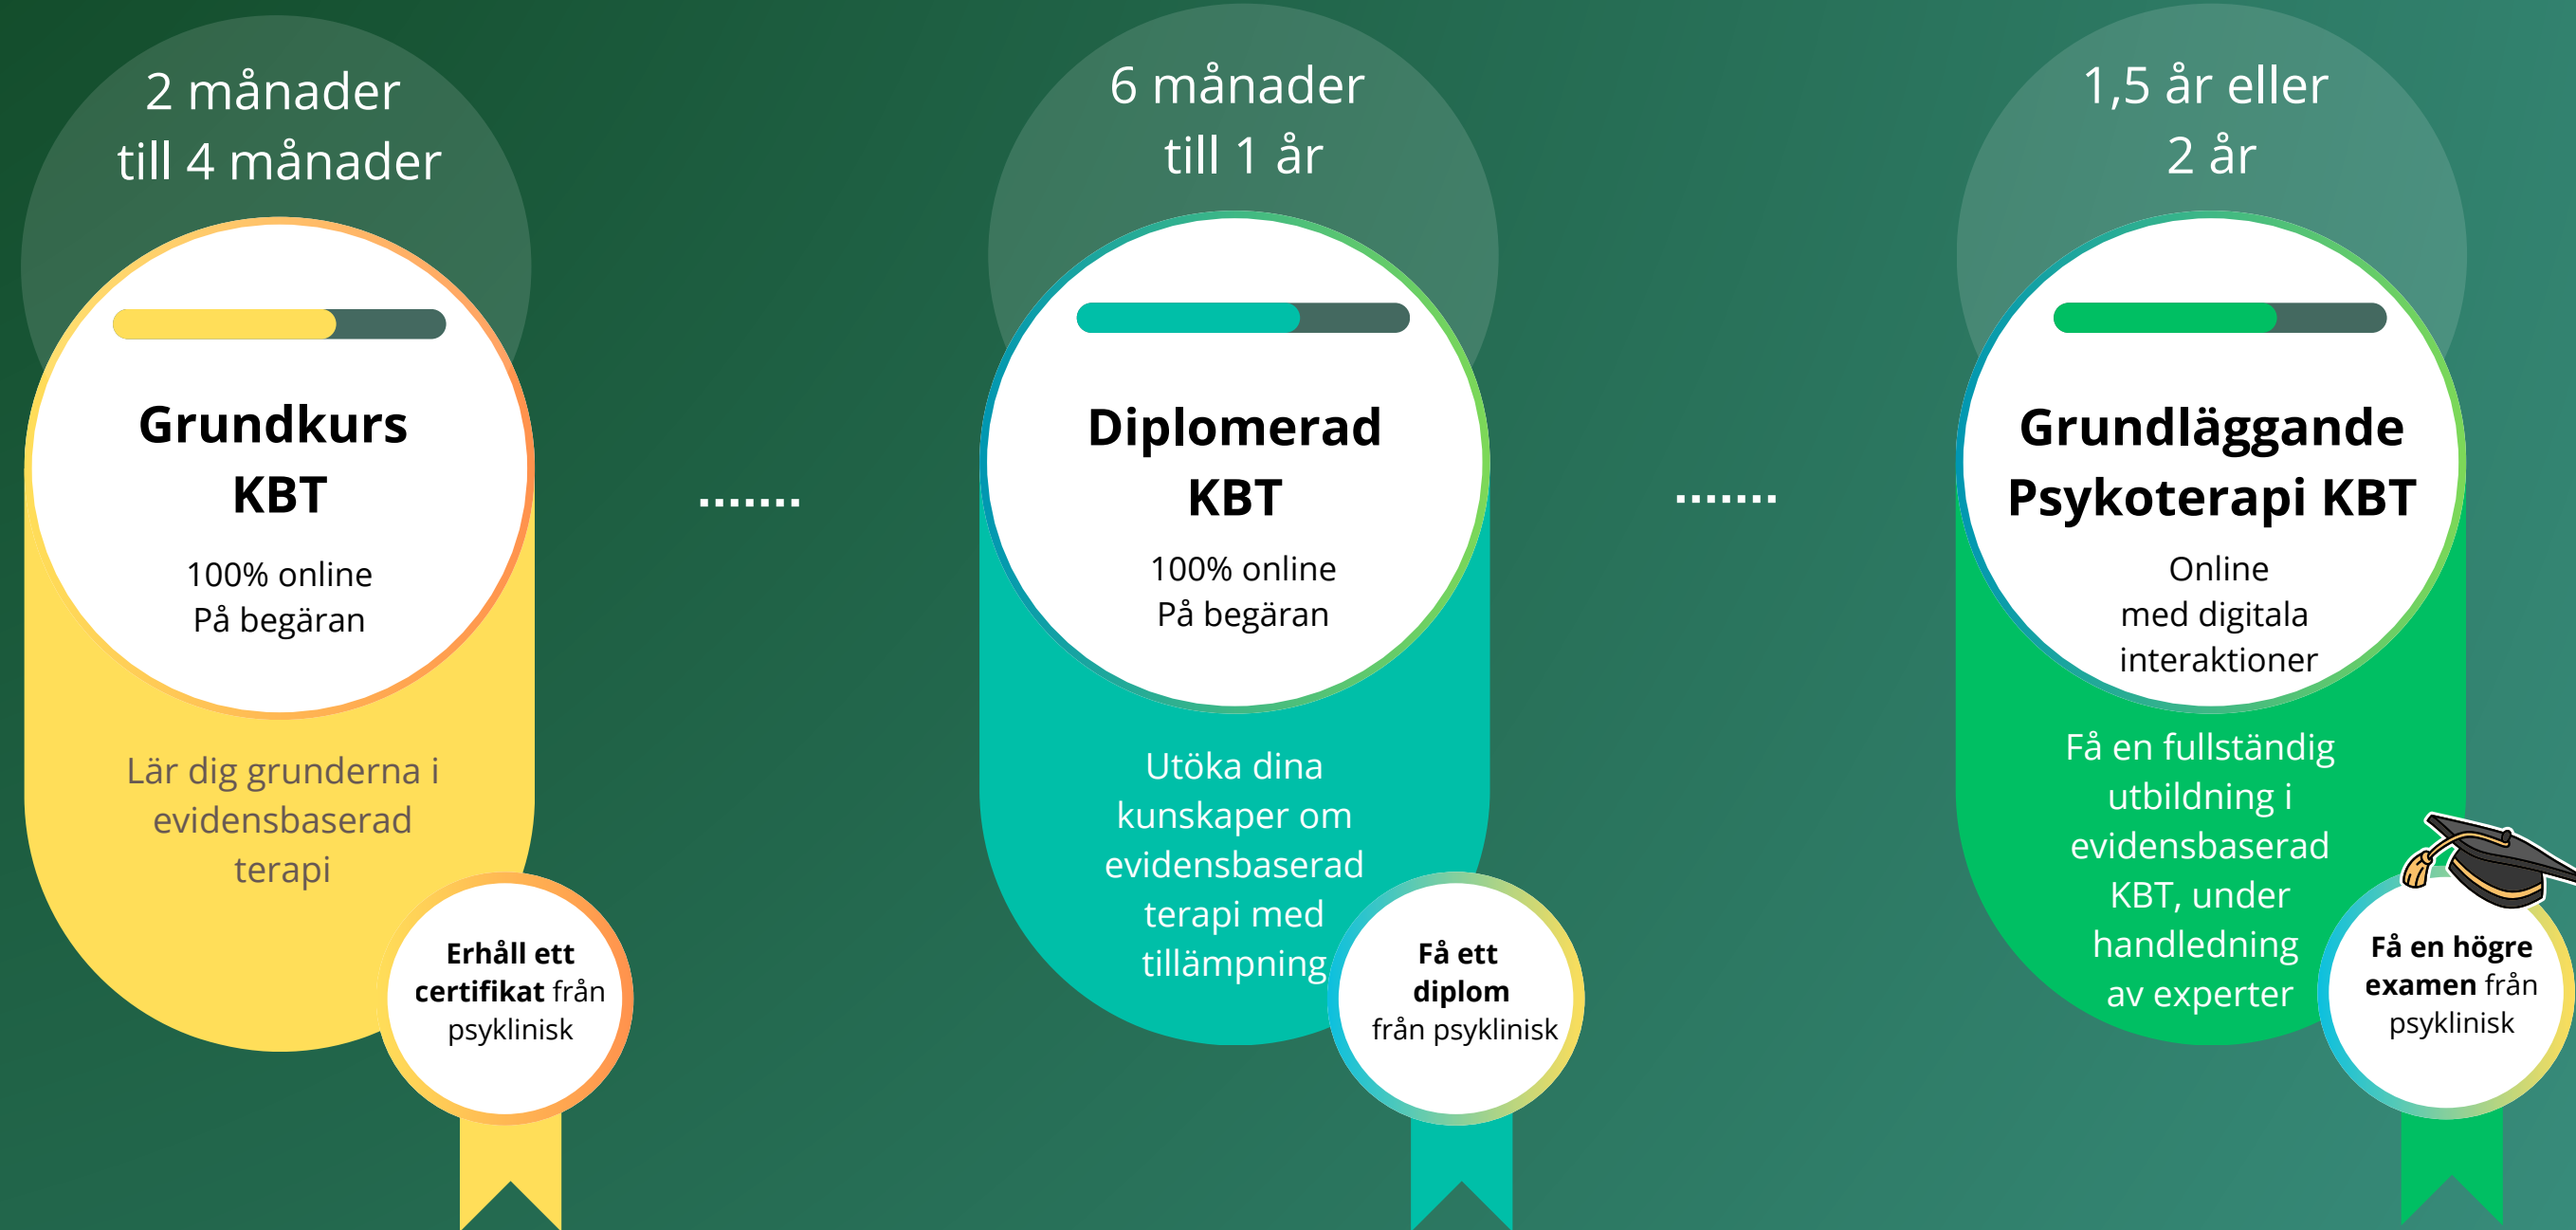 2 månader
till 4 månader
Grundkurs
KBT
100% online
På begäran
Lär dig grunderna i
evidensbaserad
terapi
Erhåll ett
certifikat från
psyklinisk
6 månader
till 1 år
Diplomerad
KBT
100% online
På begäran
Utöka dina
kunskaper om
evidensbaserad
terapi med
tillämpning
Få ett
diplom
från psyklinisk
1,5 år eller
2 år
Grundläggande
Psykoterapi KBT
Online
med digitala
interaktioner
Få en fullständig
utbildning i
evidensbaserad
KBT, under
handledning
av experter
Få en högre
examen från
psyklinisk